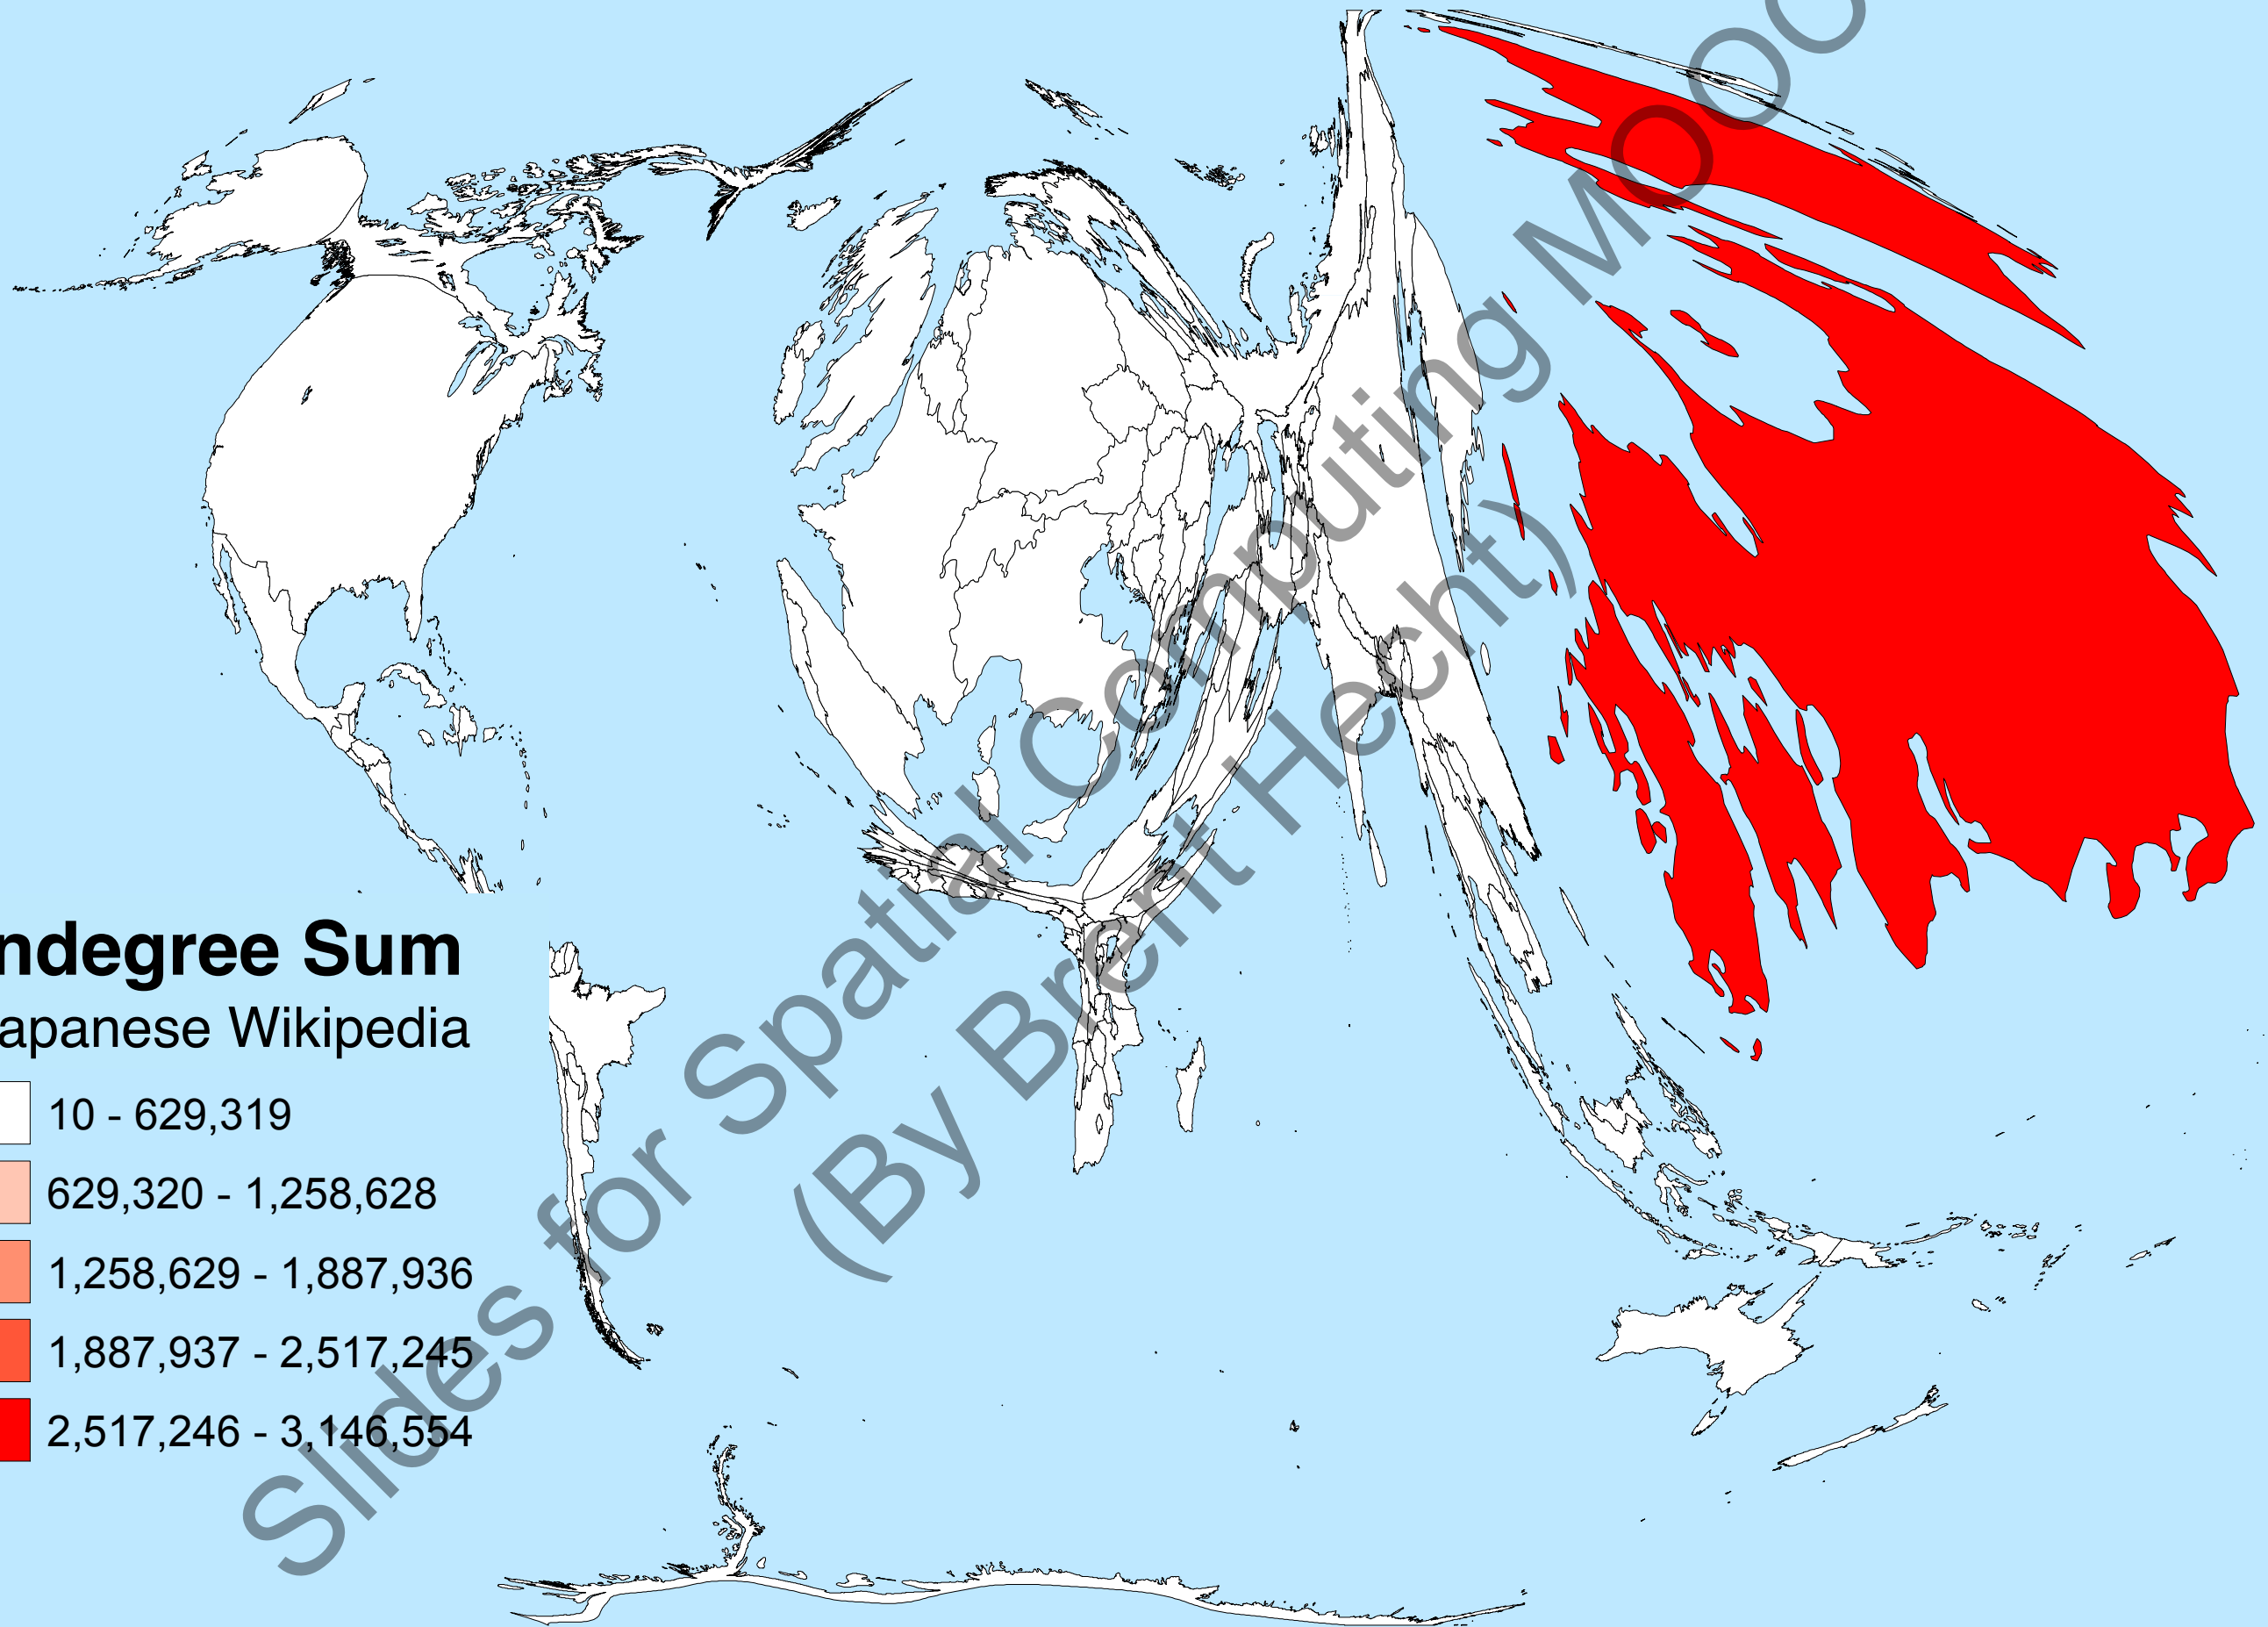 ndegree Sum
apanese Wikipedia
10 - 629,319
629,320 - 1,258,628
1,258,629 - 1,887,936
1,887,937 - 2,517,245
2,517,246 - 3,146,554
Slides for Spatial Computing MOOC
(By Brent Hecht)